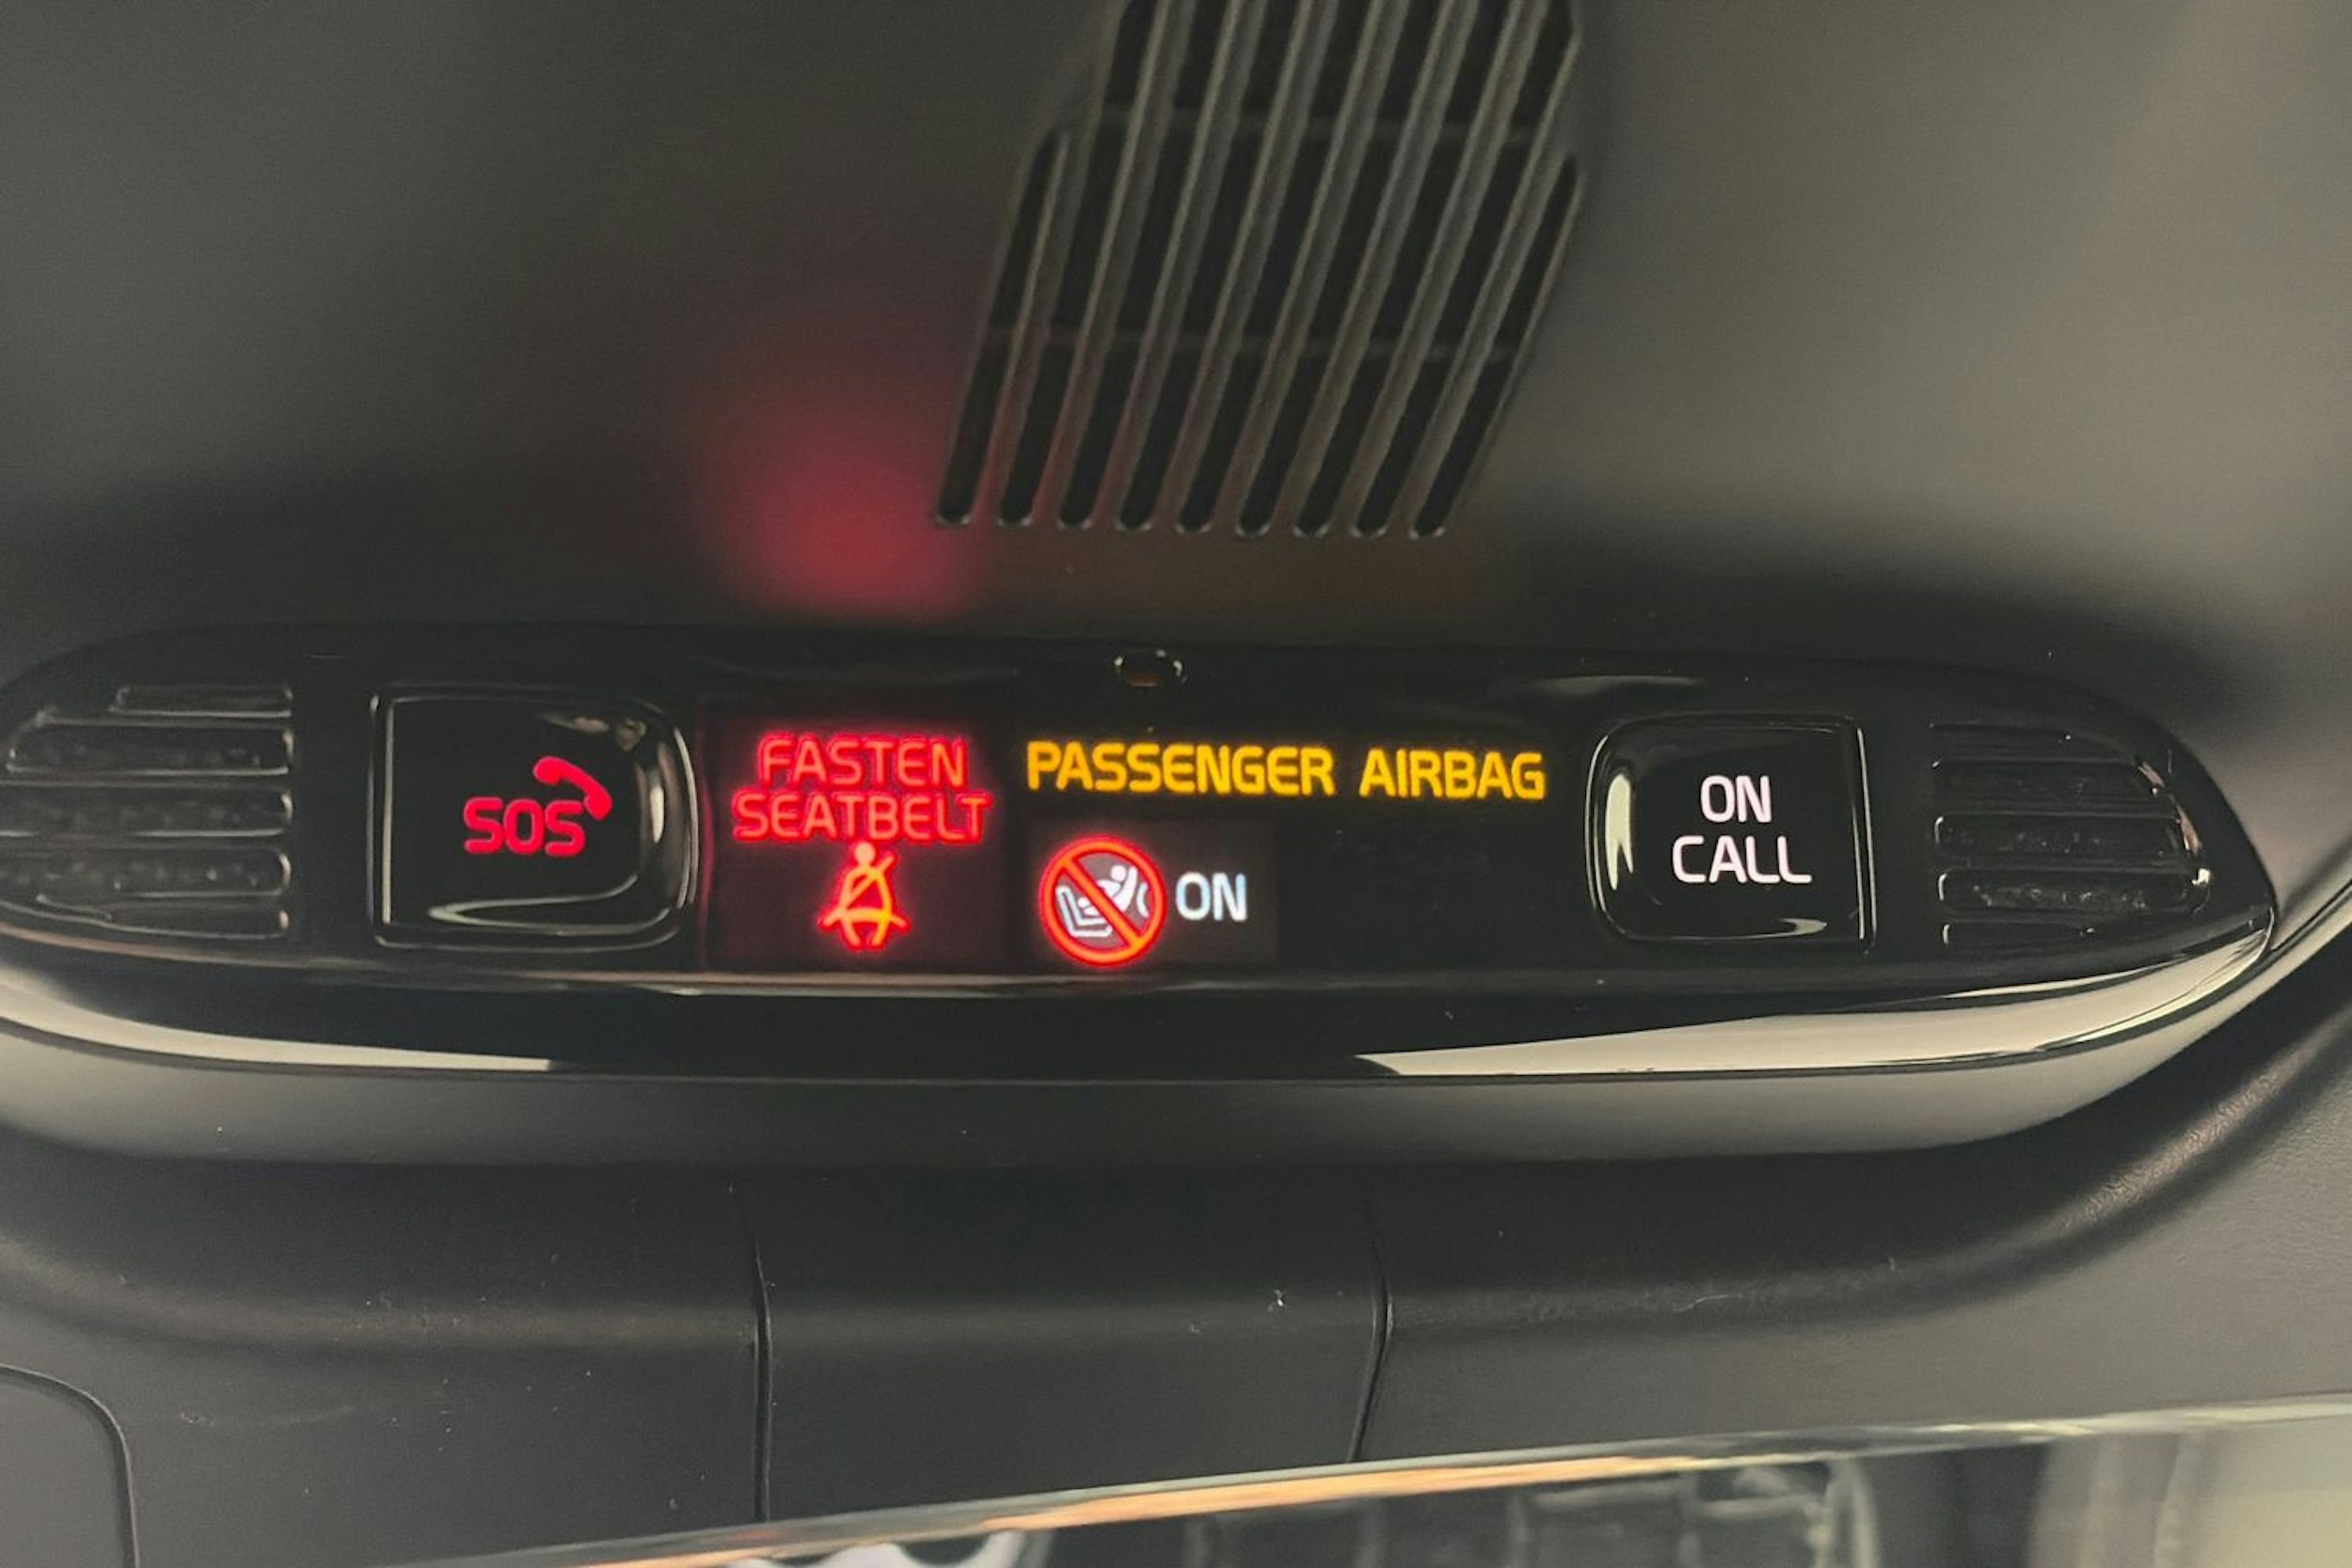 SOS
FASTEN
SEATBELT
PASSENGER AIRBAG
ON
ON
CALL